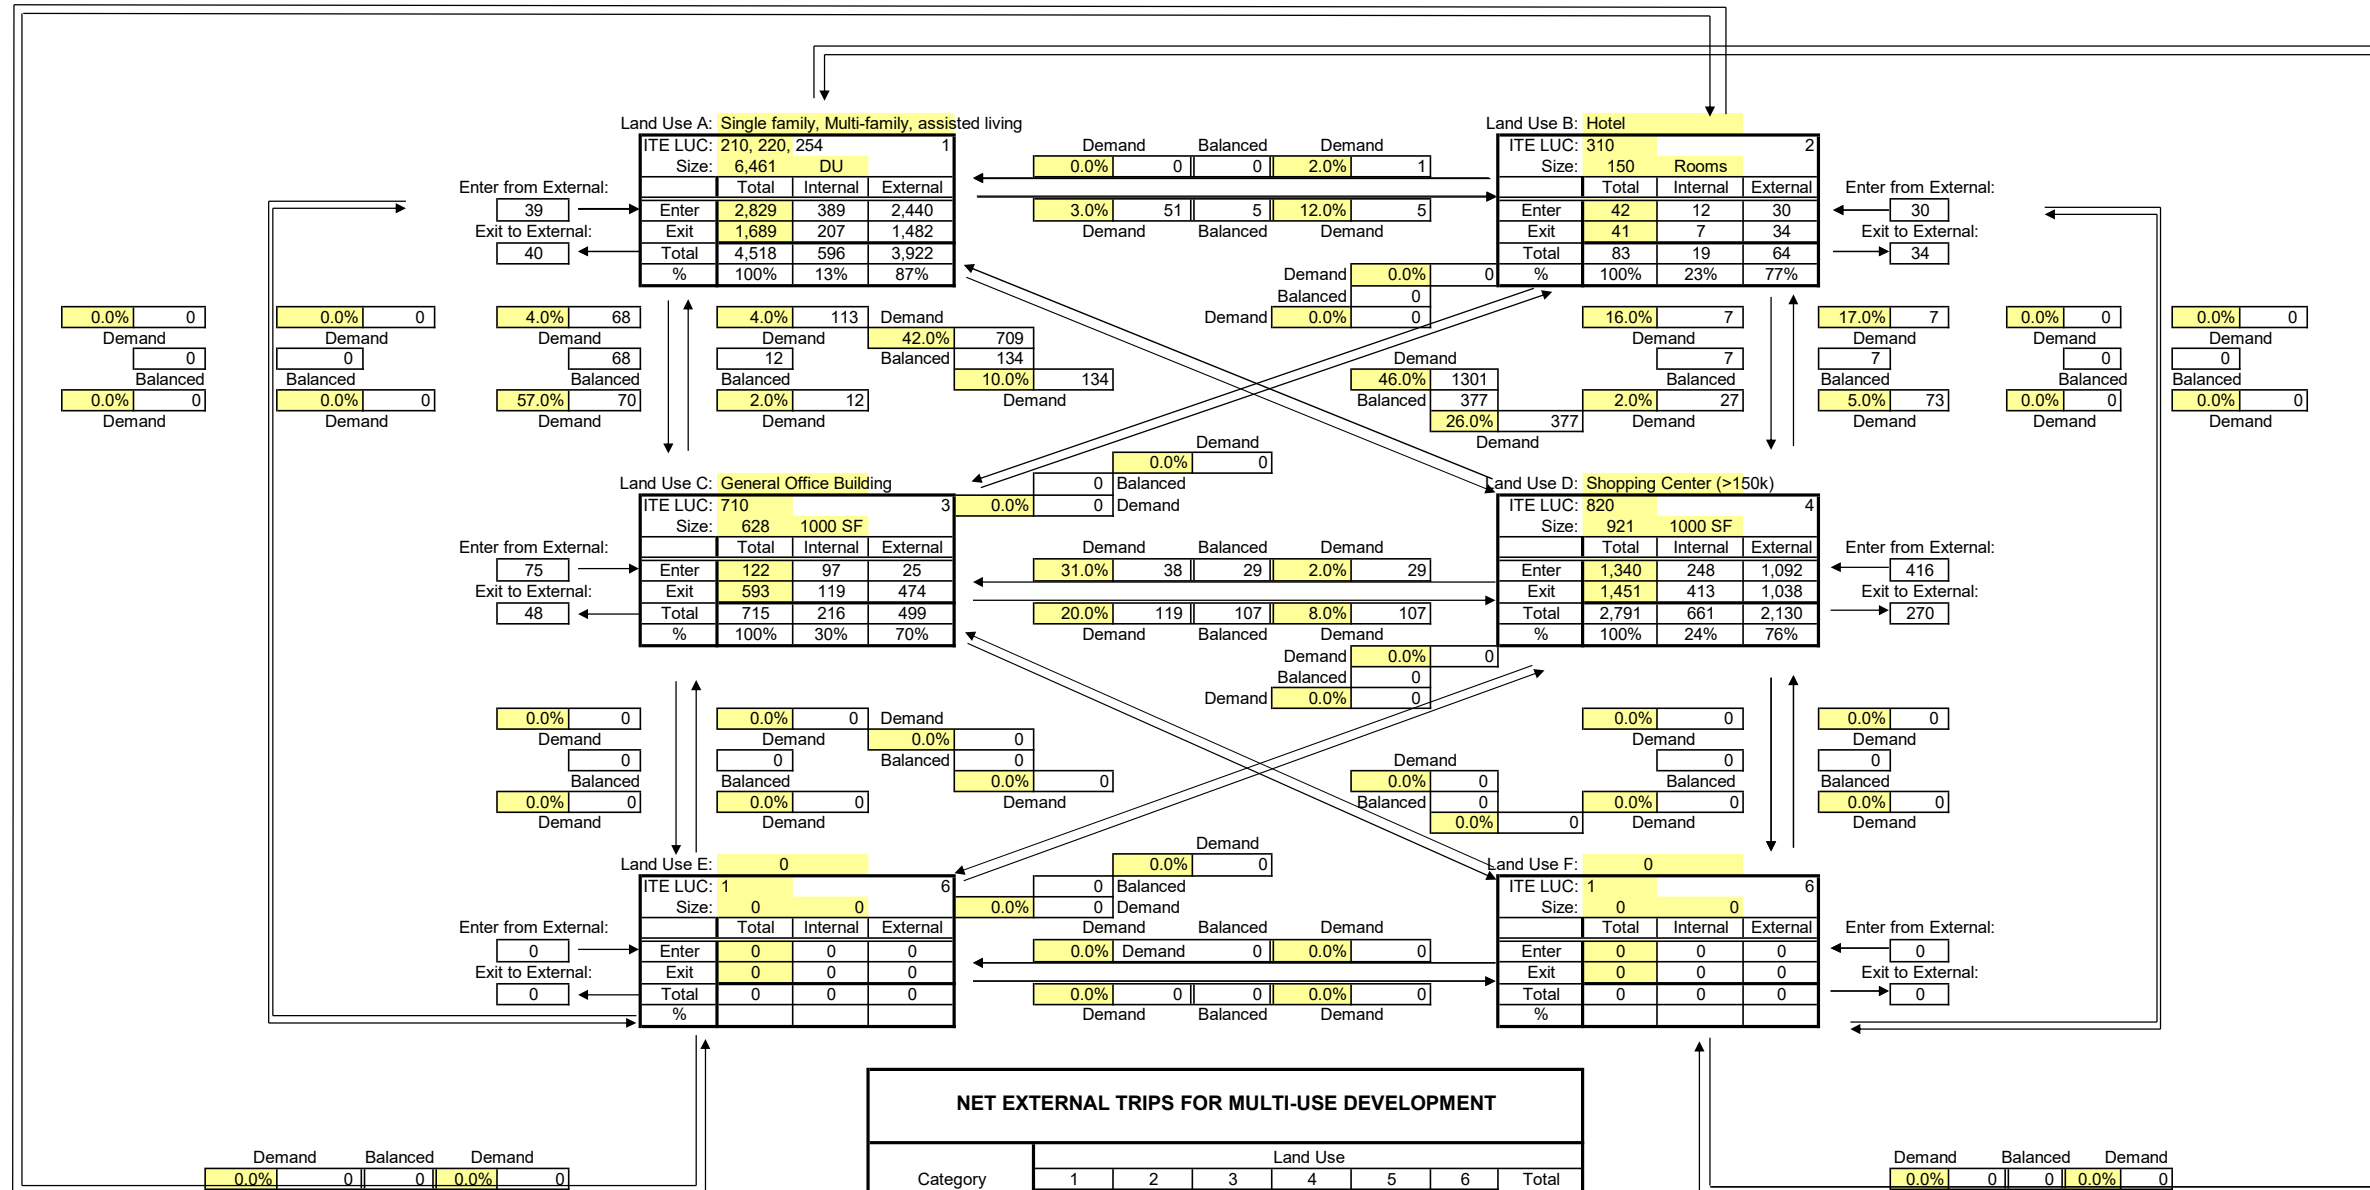 Land Use A: Single family, Multi-family, assisted living Land Use B: Hotel
ITE LUC: 210, 220, 254 1 Demand Balanced Demand ITE LUC: 310 2
Size: 6,461 DU 0.0% 0 0 2.0% 1 Size: 150 Rooms
Enter from External: Total Internal External Total Internal External Enter from External:
39 Enter 2,829 389 2,440 3.0% 51 5 12.0% 5 Enter 42 12 30 30
Exit to External: Exit 1,689 207 1,482 Demand Balanced Demand Exit 41 7 34 Exit to External:
40 Total 4,518 596 3,922 Total 83 19 64 34
% 100% 13% 87% Demand 0.0% 0 % 100% 23% 77%
Balanced 0
0.0% 0 0.0% 0 4.0% 68 4.0% 113 Demand Demand 0.0% 0 16.0% 7 17.0% 7 0.0% 0 0.0% 0
Demand Demand Demand Demand 42.0% 709 Demand Demand Demand Demand
0 0 68 12 Balanced 134 Demand 7 7 0 0
Balanced Balanced Balanced Balanced 10.0% 134 46.0% 1301 Balanced Balanced Balanced Balanced
0.0% 0 0.0% 0 57.0% 70 2.0% 12 Demand Balanced 377 2.0% 27 5.0% 73 0.0% 0 0.0% 0
Demand Demand Demand Demand 26.0% 377 Demand Demand Demand Demand
Demand Demand
0.0% 0
Land Use C: General Office Building 0 Balanced Land Use D: Shopping Center (>150k)
ITE LUC: 710 3 0.0% 0 Demand ITE LUC: 820 4
Size: 628 1000 SF Size: 921 1000 SF
Enter from External: Total Internal External Demand Balanced Demand Total Internal External Enter from External:
75 Enter 122 97 25 31.0% 38 29 2.0% 29 Enter 1,340 248 1,092 416
Exit to External: Exit 593 119 474 Exit 1,451 413 1,038 Exit to External:
48 Total 715 216 499 20.0% 119 107 8.0% 107 Total 2,791 661 2,130 270
% 100% 30% 70% Demand Balanced Demand % 100% 24% 76%
Demand 0.0% 0
Balanced 0
Demand 0.0% 0
0.0% 0 0.0% 0 Demand 0.0% 0 0.0% 0
Demand Demand 0.0% 0 Demand Demand
0 0 Balanced 0 Demand 0 0
Balanced Balanced 0.0% 0 0.0% 0 Balanced Balanced
0.0% 0 0.0% 0 Demand Balanced 0 0.0% 0 0.0% 0
Demand Demand 0.0% 0 Demand Demand
Demand
Land Use E: 0 0.0% 0 Land Use F: 0
ITE LUC: 1 6 0 Balanced ITE LUC: 1 6
Size: 0 0 0.0% 0 Demand Size: 0 0
Enter from External: Total Internal External Demand Balanced Demand Total Internal External Enter from External:
0 Enter 0 0 0 0.0% Demand 0 0.0% 0 Enter 0 0 0 0
Exit to External: Exit 0 0 0 Exit 0 0 0 Exit to External:
0 Total 0 0 0 0.0% 0 0 0.0% 0 Total 0 0 0 0
% Demand Balanced Demand %
NET EXTERNAL TRIPS FOR MULTI-USE DEVELOPMENT
Demand Balanced Demand Land Use Demand Balanced Demand
0.0% 0 0 0.0% 0 Category 1 2 3 4 5 6 Total 0.0% 0 0 0.0% 0